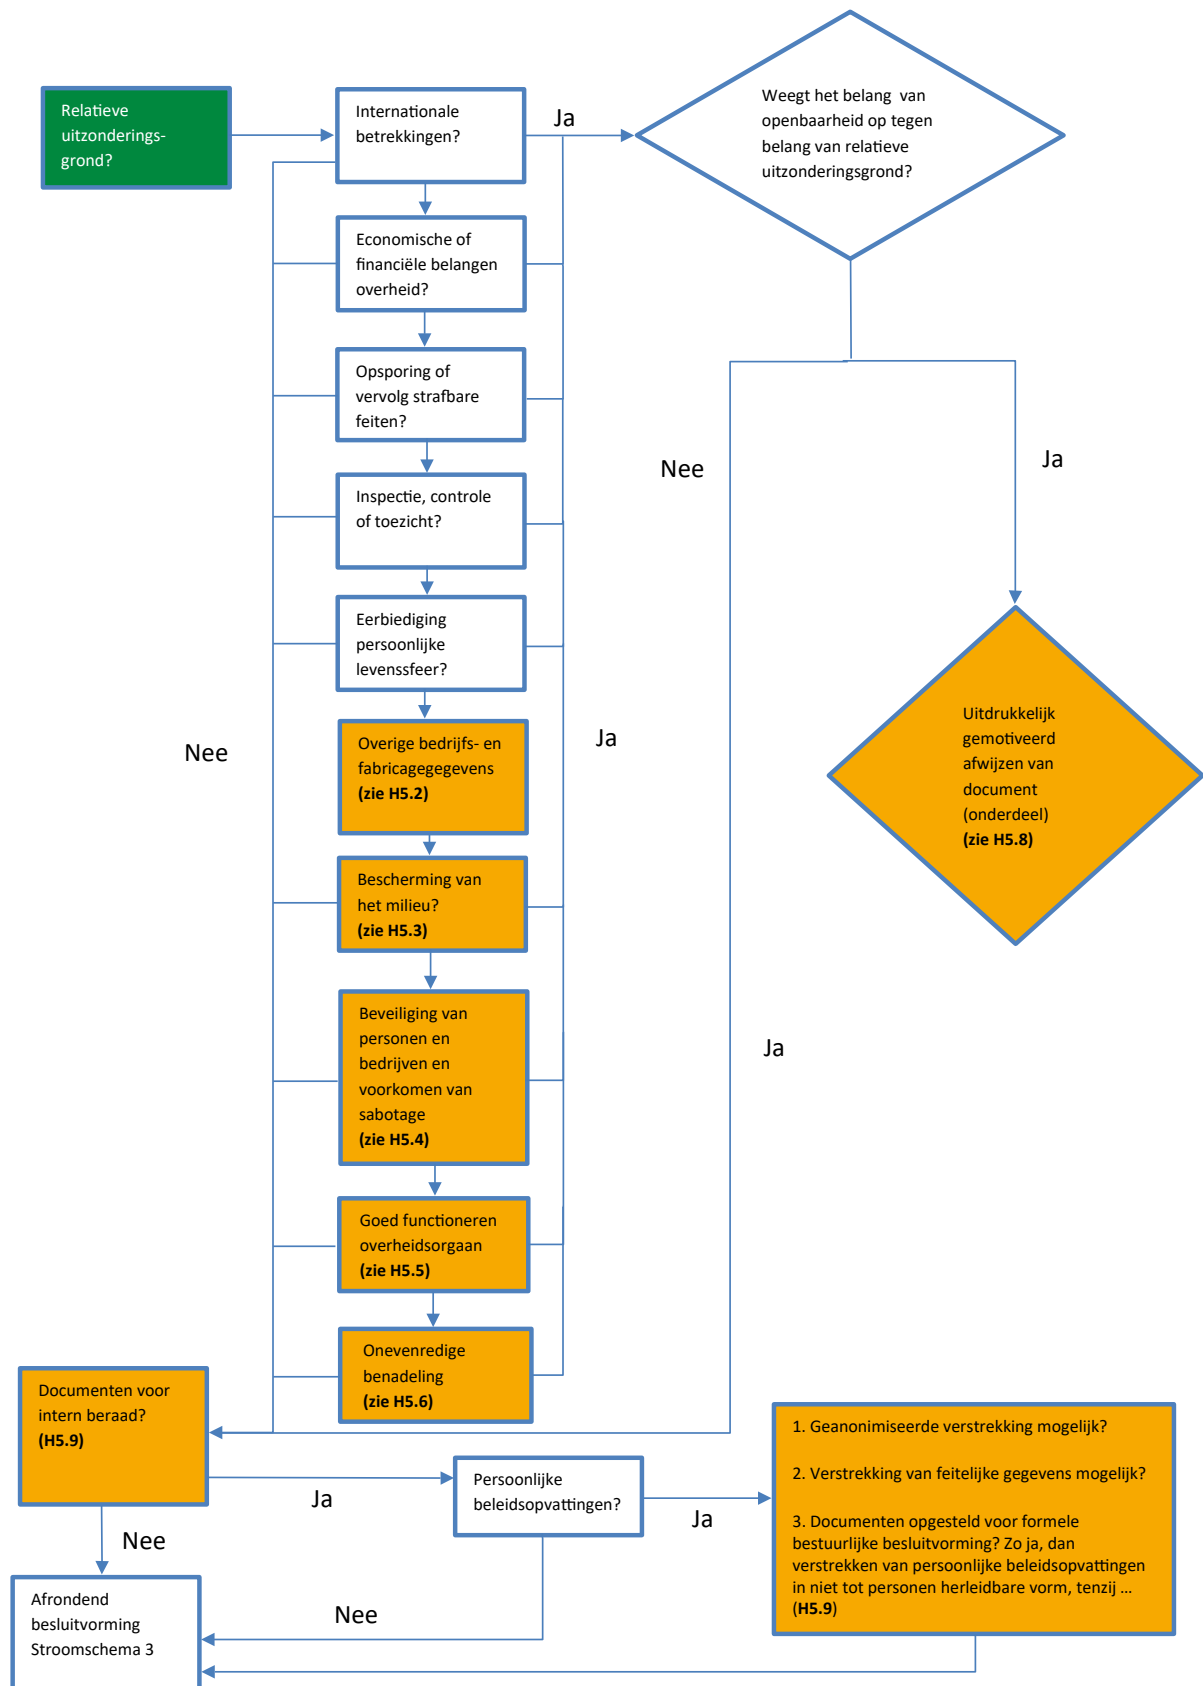 Relatieve
uitzonderings-
grond?
Internationale
betrekkingen?
Ja
Weegt het belang van
openbaarheid op tegen
belang van relatieve
uitzonderingsgrond?
Economische of
financiële belangen
overheid?
Opsporing of
vervolg strafbare
feiten?
Nee
Ja
Inspectie, controle
of toezicht?
Eerbiediging
persoonlijke
levenssfeer?
Nee
Overige bedrijfs- en
fabricagegegevens
(zie H5.2)
Ja
Uitdrukkelijk
gemotiveerd
afwijzen van
document
(onderdeel)
(zie H5.8)
Bescherming van
het milieu?
(zie H5.3)
Beveiliging van
personen en
bedrijven en
voorkomen van
sabotage
(zie H5.4)
Ja
Goed functioneren
overheidsorgaan
(zie H5.5)
Onevenredige
benadeling
(zie H5.6)
Documenten voor
intern beraad?
(H5.9)
Ja
Persoonlijke
beleidsopvattingen?
Ja
1. Geanonimiseerde verstrekking mogelijk?
2. Verstrekking van feitelijke gegevens mogelijk?
3. Documenten opgesteld voor formele
bestuurlijke besluitvorming? Zo ja, dan
verstrekken van persoonlijke beleidsopvattingen
in niet tot personen herleidbare vorm, tenzij …
(H5.9)
Nee
Nee
Afrondend
besluitvorming
Stroomschema 3